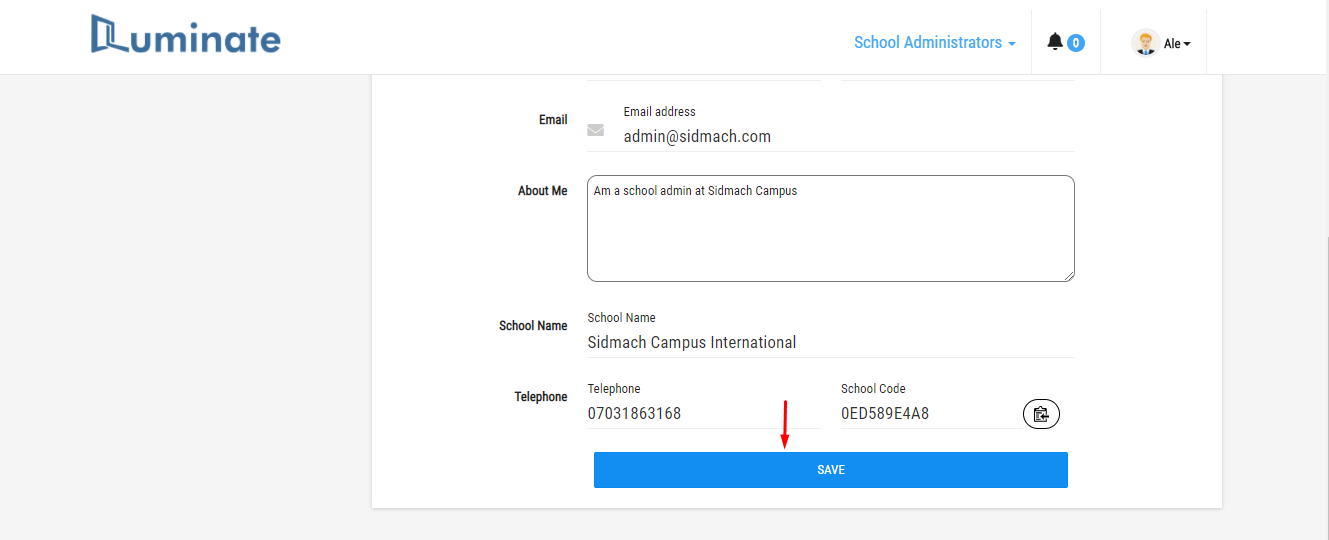 Luminate
School Administrators
0
Ale
Email
Email address
admin@sidmach.com
About Me
Am a school admin at Sidmach Campus
School Name
School Name
Sidmach Campus International
Telephone
Telephone
07031863168
School Code
0ED589E4A8
SAVE